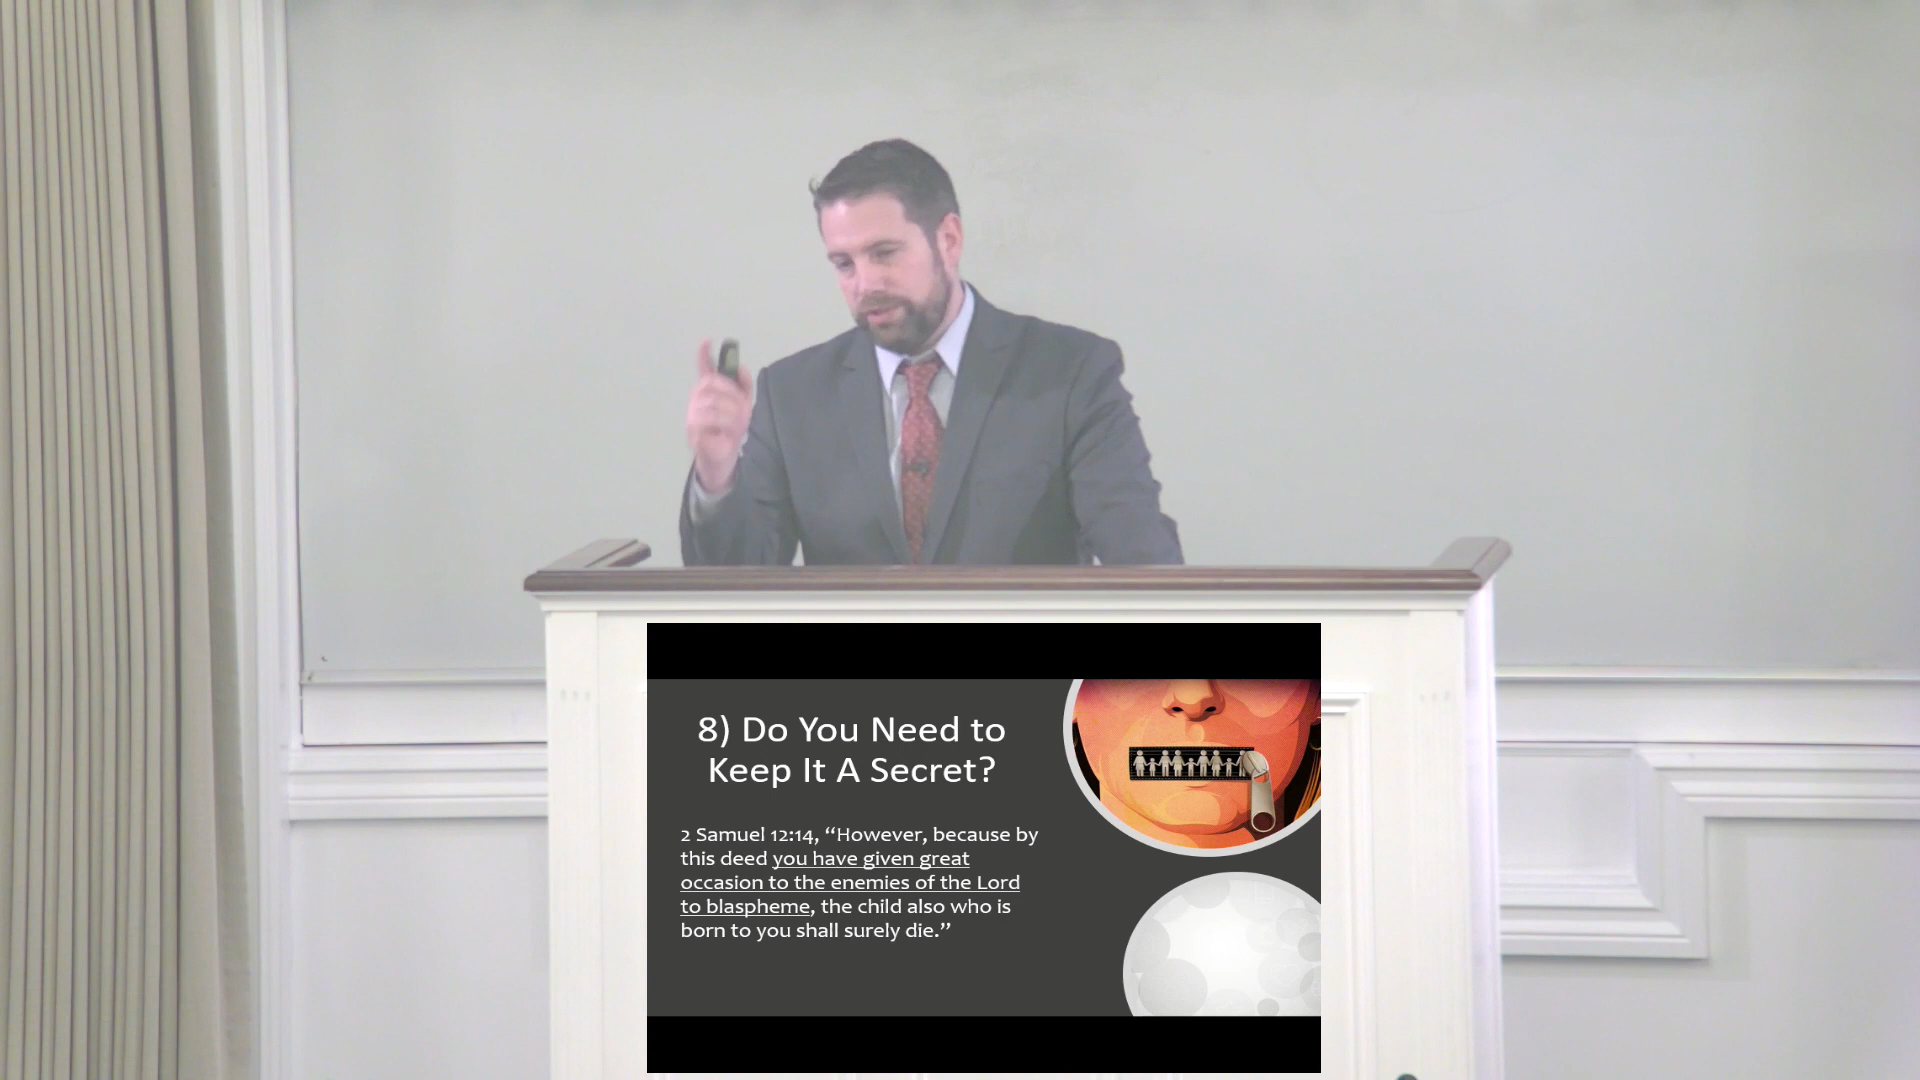 8) Do You Need to
Keep It A Secret?
2 Samuel 12:14, “However, because by
this deed you have given great
occasion to the enemies of the Lord
to blaspheme, the child also who is
born to you shall surely die.”